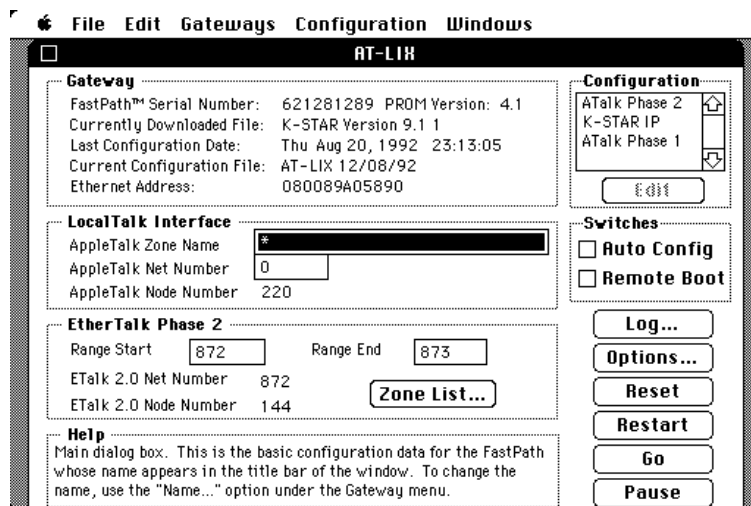 File Edit Gateways Configuration Windows
AT-LIX
Gateway
FastPath™ Serial Number: 621281289 PROM Version: 4.1
Currently Downloaded File: K-STAR Version 9.1 1
Last Configuration Date: Thu Aug 20, 1992 23:13:05
Current Configuration File: AT-LIX 12/08/92
Ethernet Address: 080089A05890
Configuration
ATalk Phase 2
K-STAR IP
ATalk Phase 1
Edit
LocalTalk Interface
AppleTalk Zone Name *
AppleTalk Net Number 0
AppleTalk Node Number 220
Switches
Auto Config
Remote Boot
EtherTalk Phase 2
Range Start 872 Range End 873
ETalk 2.0 Net Number 872
ETalk 2.0 Node Number 144
Zone List...
Log...
Options...
Reset
Restart
Go
Pause
Help
Main dialog box. This is the basic configuration data for the FastPath
whose name appears in the title bar of the window. To change the
name, use the "Name..." option under the Gateway menu.